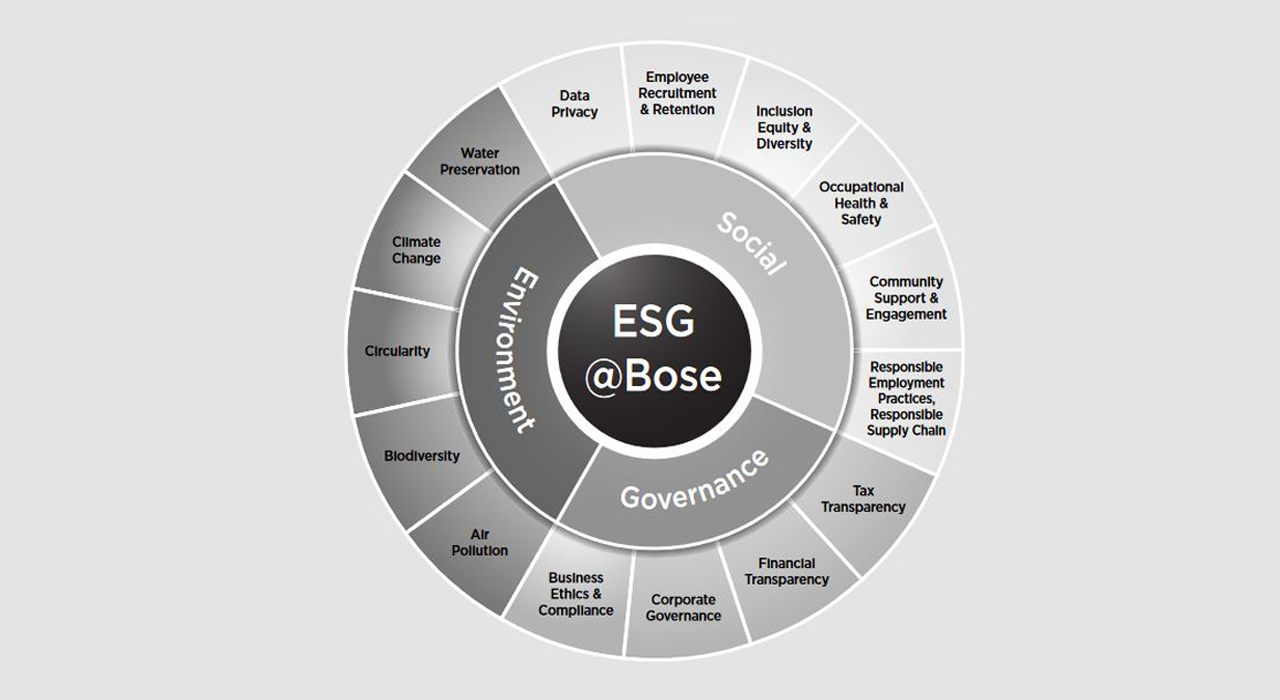 ESG
@Bose
Social
Data
Privacy
Employee
Recruitment
& Retention
Inclusion
Equity &
Diversity
Occupational
Health &
Safety
Community
Support &
Engagement
Responsible
Employment
Practices,
Responsible
Supply Chain
Governance
Tax
Transparency
Financial
Transparency
Corporate
Governance
Business
Ethics &
Compliance
Environment
Air
Pollution
Biodiversity
Circularity
Climate
Change
Water
Preservation